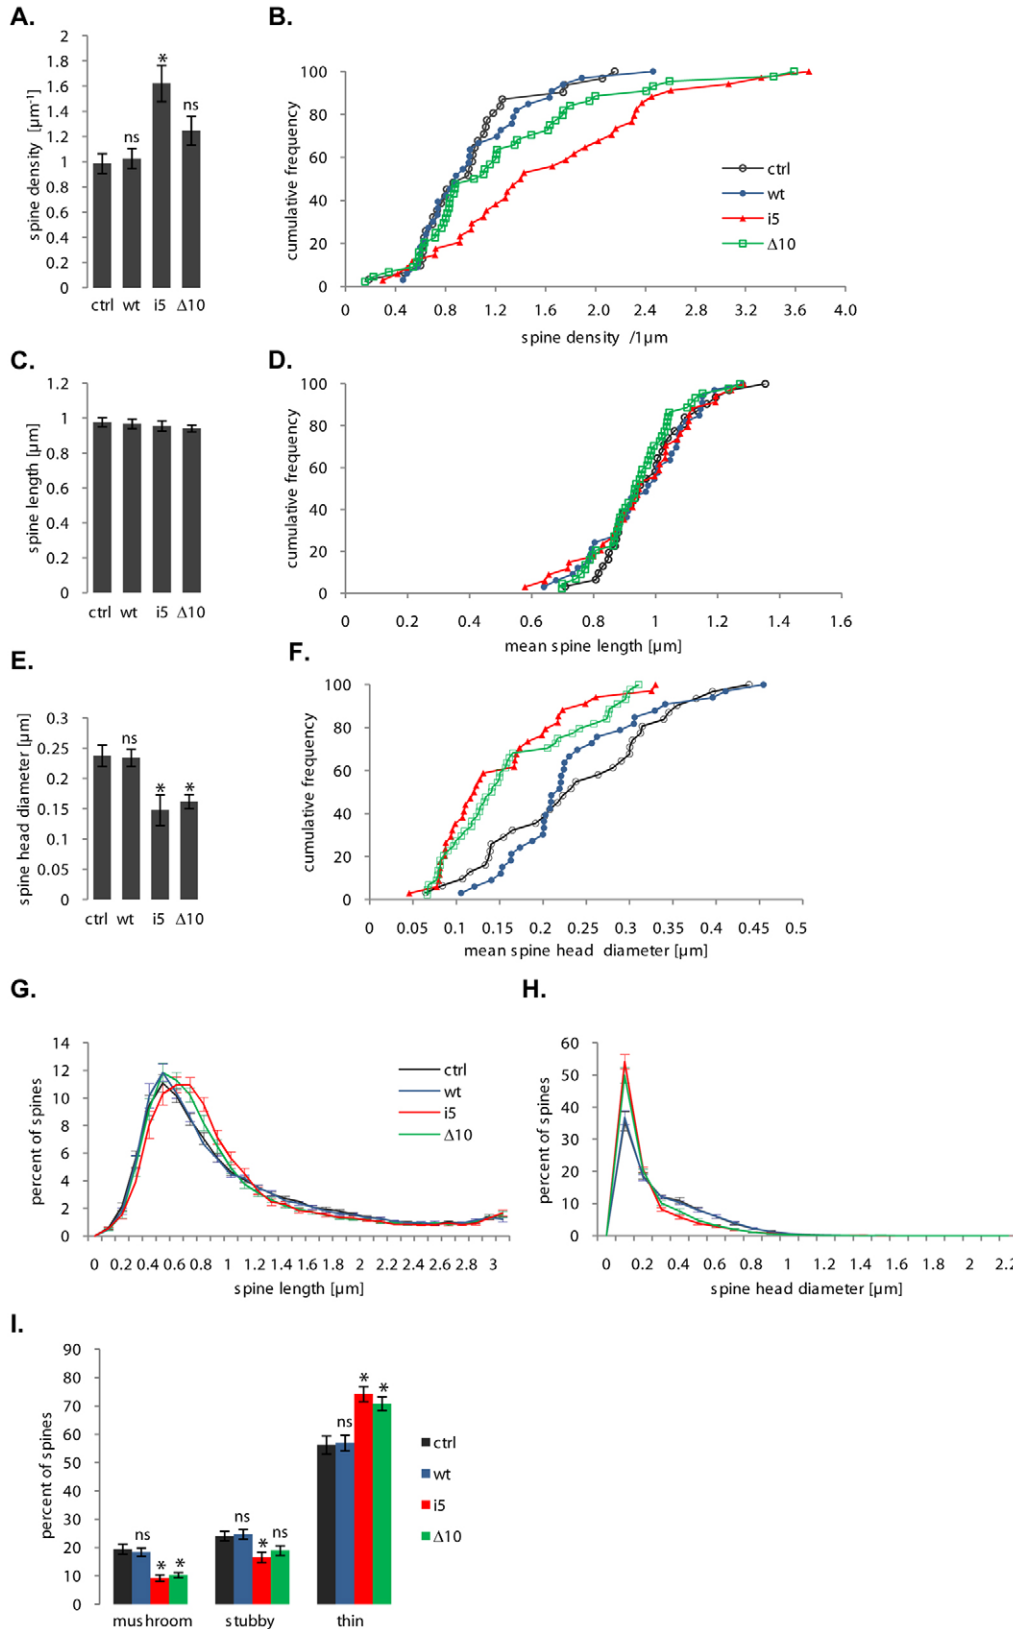 A.
spine density [µm⁻¹]
2
1.8
1.6
1.4
1.2
1
0.8
0.6
0.4
0.2
0
ns
*
ns
ctrl wt i5 Δ10
B.
cumulative frequency
100
80
60
40
20
0
0 0.4 0.8 1.2 1.6 2.0 2.4 2.8 3.2 3.6 4.0
spine density /1µm
ctrl
wt
i5
Δ10
C.
spine length [µm]
1.2
1
0.8
0.6
0.4
0.2
0
ctrl wt i5 Δ10
D.
cumulative frequency
100
80
60
40
20
0
0 0.2 0.4 0.6 0.8 1 1.2 1.4 1.6
mean spine length [µm]
E.
spine head diameter [µm]
0.3
0.25
0.2
0.15
0.1
0.05
0
ns
* *
ctrl wt i5 Δ10
F.
cumulative frequency
100
80
60
40
20
0
0 0.05 0.1 0.15 0.2 0.25 0.3 0.35 0.4 0.45 0.5
mean spine head diameter [µm]
G.
percent of spines
14
12
10
8
6
4
2
0
0 0.2 0.4 0.6 0.8 1 1.2 1.4 1.6 1.8 2 2.2 2.4 2.6 2.8 3
spine length [µm]
ctrl
wt
i5
Δ10
H.
percent of spines
60
50
40
30
20
10
0
0 0.2 0.4 0.6 0.8 1 1.2 1.4 1.6 1.8 2 2.2
spine head diameter [µm]
I.
percent of spines
90
80
70
60
50
40
30
20
10
0
ns
* *
ns
* ns
ns
* *
mushroom stubby thin
ctrl
wt
i5
Δ10